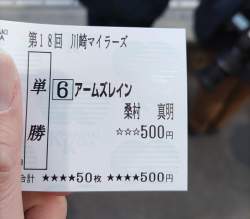 第18回 川崎マイラーズ
単勝
6 アームズレイン
桑村 真明
☆☆☆500円
合計 ★★★★50枚 ★★★★500円